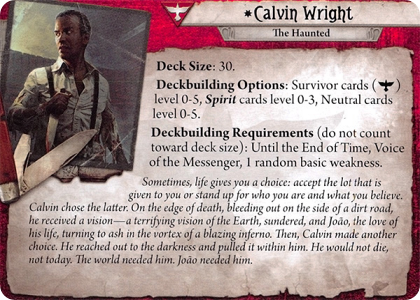 *Calvin Wright
The Haunted
Deck Size: 30.
Deckbuilding Options: Survivor cards ()
level 0-5, Spirit cards level 0-3, Neutral cards
level 0-5.
Deckbuilding Requirements (do not count
toward deck size): Until the End of Time, Voice
of the Messenger, 1 random basic weakness.
Sometimes, life gives you a choice: accept the lot that is
given to you or stand up for who you are and what you believe.
Calvin chose the latter. On the edge of death, bleeding out on the side of a dirt road,
he received a vision—a terrifying vision of the Earth, sundered, and João, the love of
his life, turning to ash in the vortex of a blazing inferno. Then, Calvin made another
choice. He reached out to the darkness and pulled it within him. He would not die,
not today. The world needed him. João needed him.